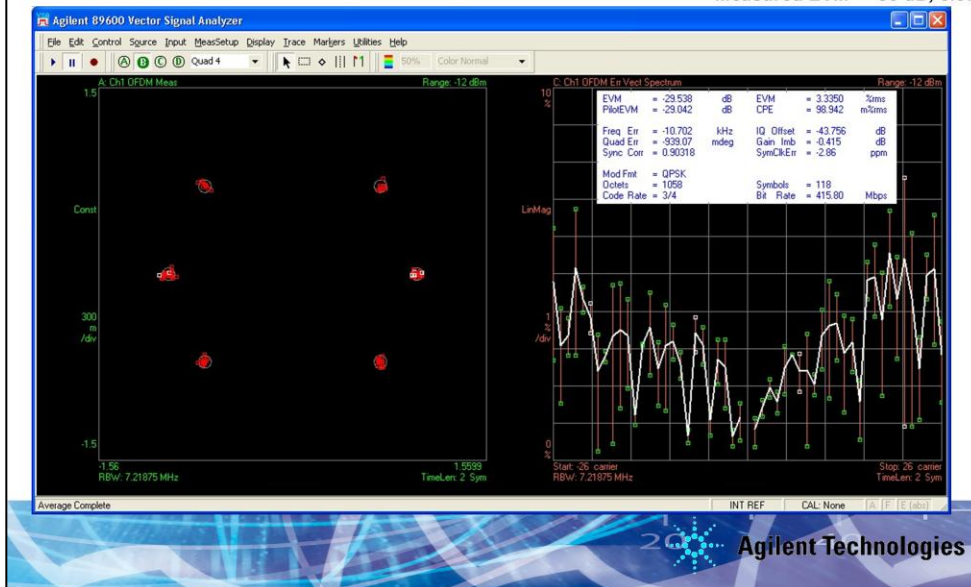 Agilent 89600 Vector Signal Analyzer
File Edit Control Source Input MeasSetup Display Trace Markers Utilities Help
A B C D Quad 4 50% Color Normal
A: Ch1 OFDM Meas Range: -12 dBm
1.5
Const
300
m
/div
-1.5
-1.56 1.5599
RBW: 7.21875 MHz TimeLen: 2 Sym
C: Ch1 OFDM Err Vect Spectrum Range: -12 dBm
10
%
LinMag
1
%
/div
0
%
Start: -26 carrier Stop: 26 carrier
RBW: 7.21875 MHz TimeLen: 2 Sym
EVM = -29.538 dB EVM = 3.3350 %rms
PilotEVM = -29.042 dB CPE = 98.942 m%rms
Freq Err = -10.702 kHz IQ Offset = -43.756 dB
Quad Err = -939.07 mdeg Gain Imb = -0.415 dB
Sync Corr = 0.90318 SymClkErr = -2.86 ppm
Mod Fmt = QPSK
Octets = 1058 Symbols = 118
Code Rate = 3/4 Bit Rate = 415.80 Mbps
Average Complete INT REF CAL: None A F E (abs)
Agilent Technologies